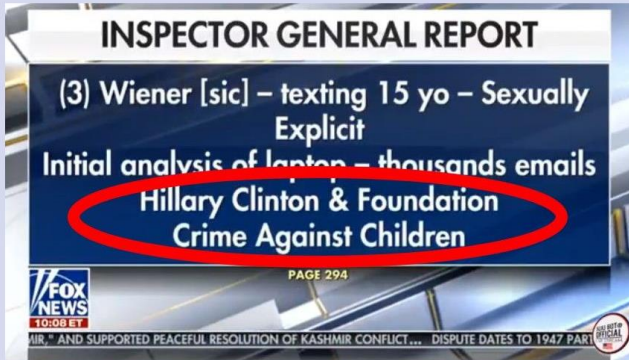 INSPECTOR GENERAL REPORT
(3) Wiener [sic] – texting 15 yo – Sexually
Explicit
Initial analysis of laptop – thousands emails
Hillary Clinton & Foundation
Crime Against Children
PAGE 294
FOX
NEWS
10:08 ET
MIR," AND SUPPORTED PEACEFUL RESOLUTION OF KASHMIR CONFLICT... DISPUTE DATES TO 1947 PART
OFFICIAL